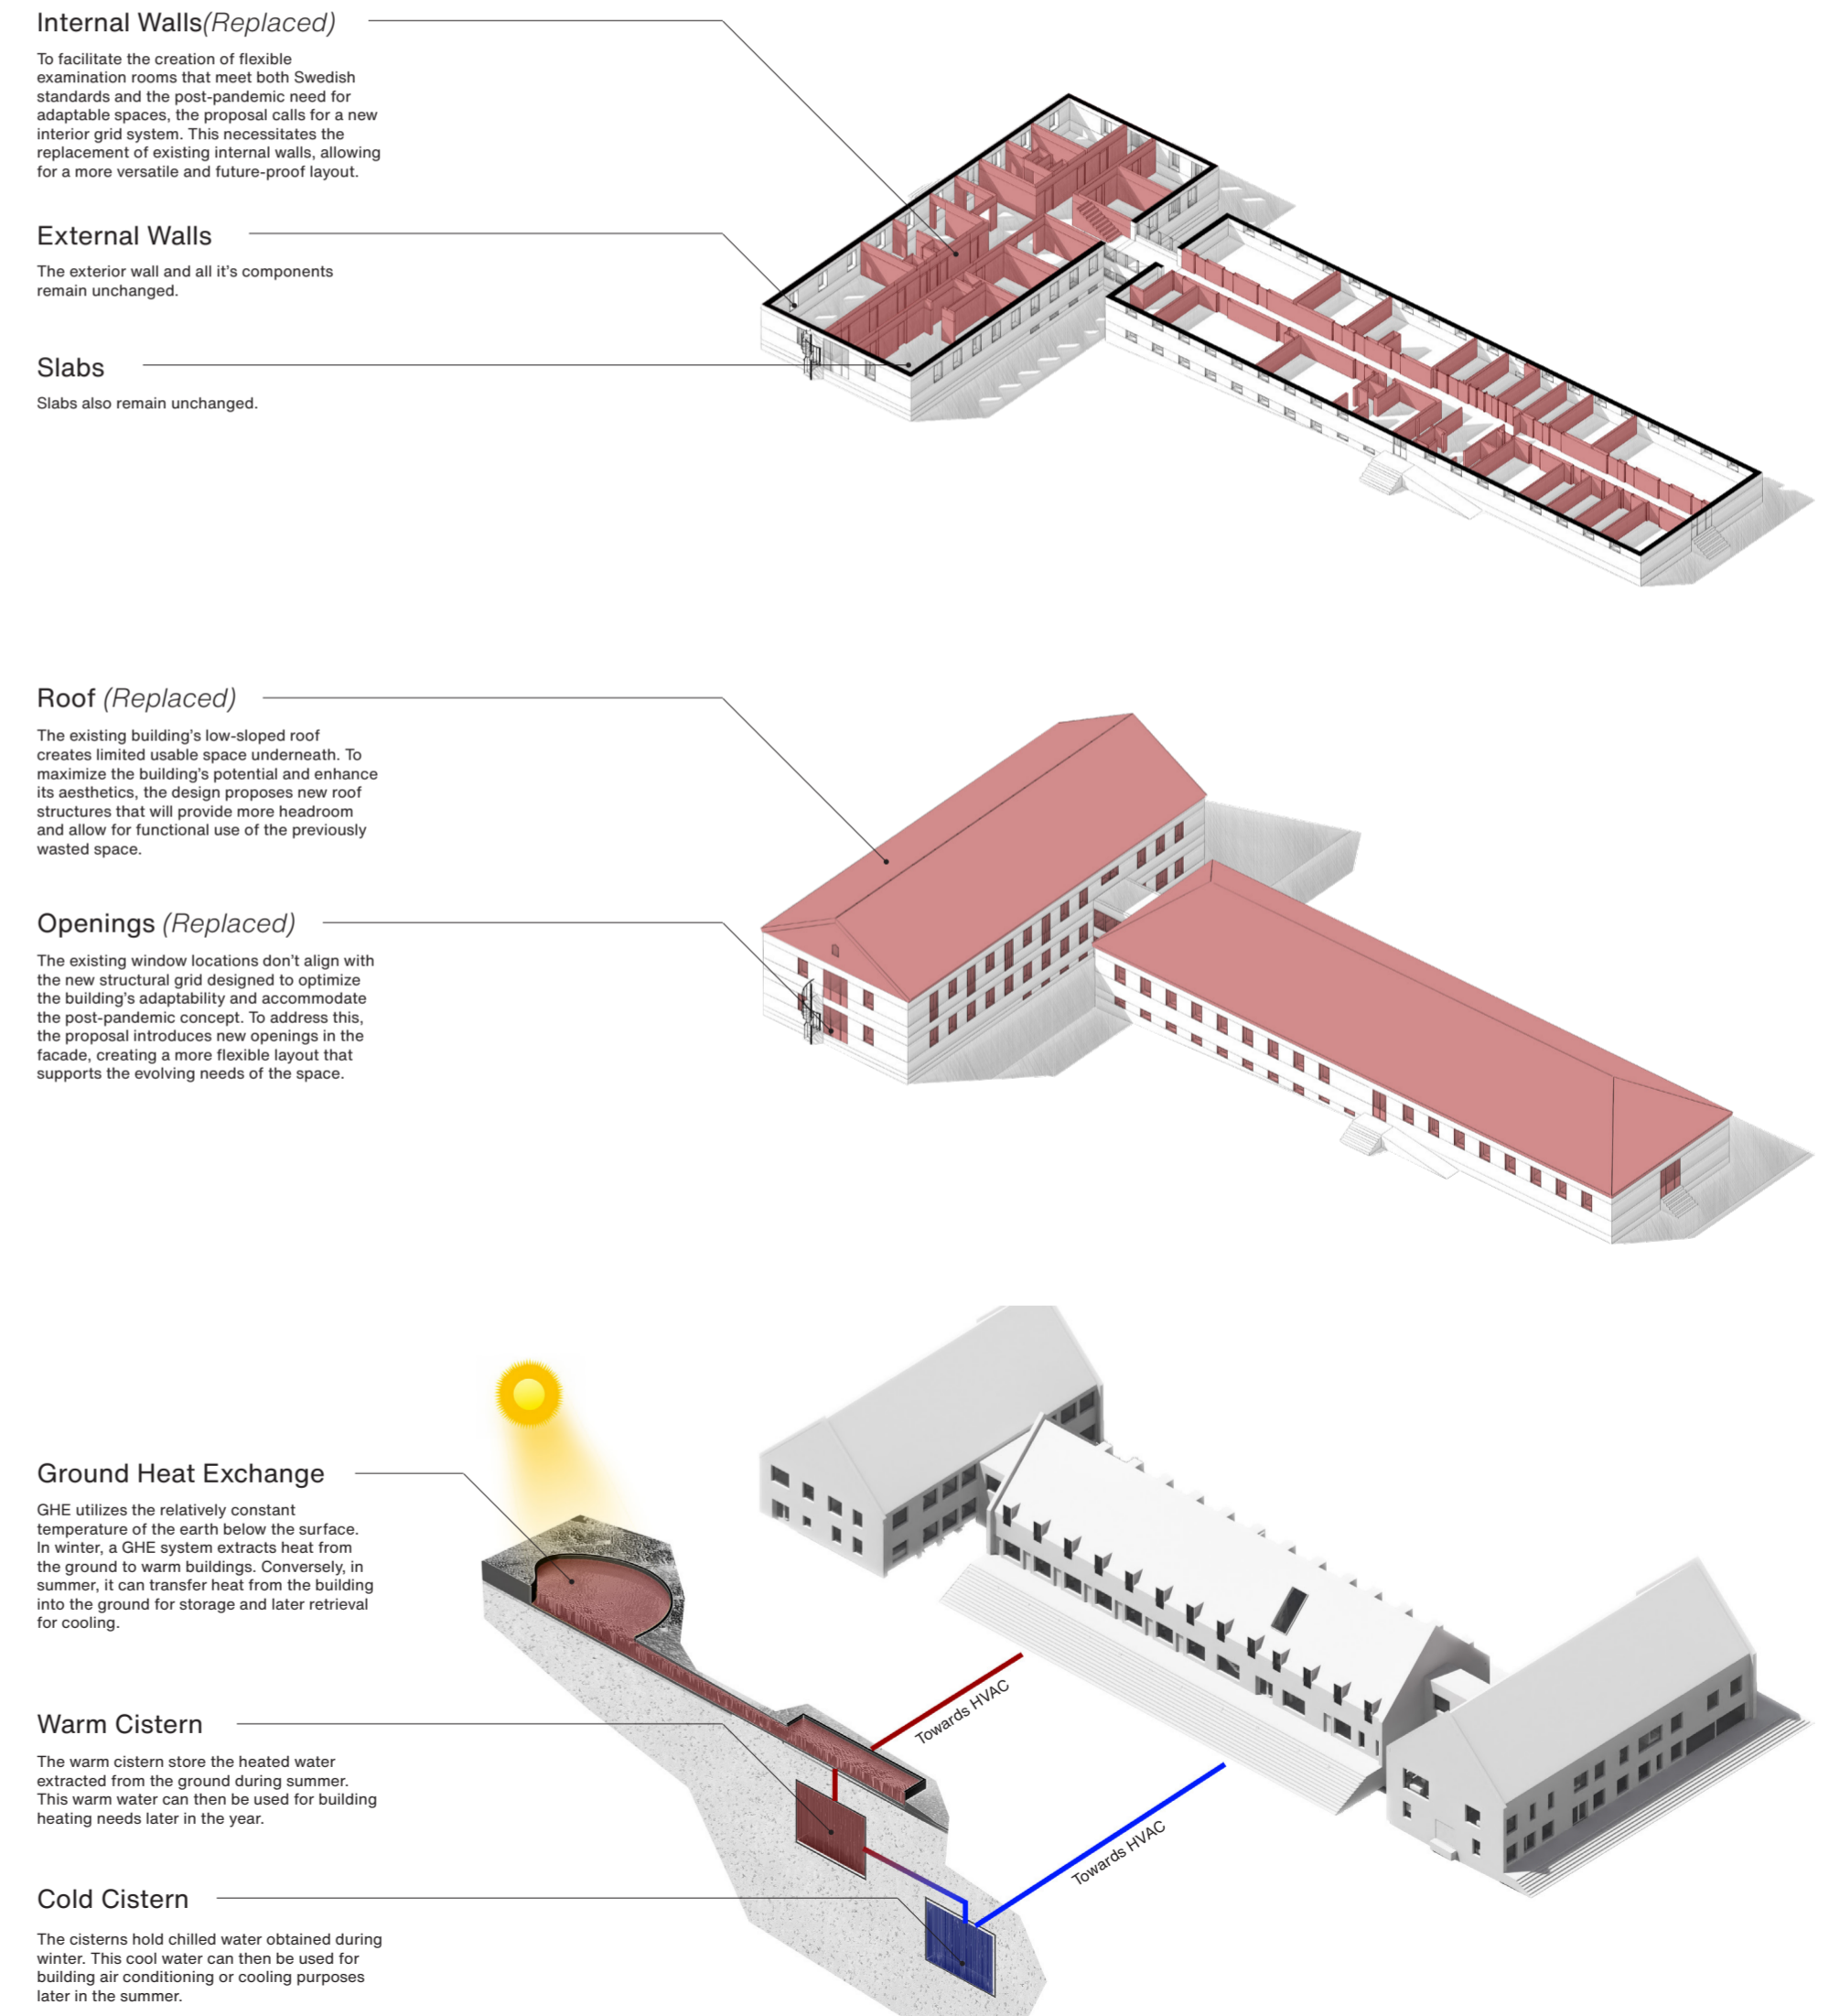 Internal Walls(Replaced)
To facilitate the creation of flexible
examination rooms that meet both Swedish
standards and the post-pandemic need for
adaptable spaces, the proposal calls for a new
interior grid system. This necessitates the
replacement of existing internal walls, allowing
for a more versatile and future-proof layout.
External Walls
The exterior wall and all it's components
remain unchanged.
Slabs
Slabs also remain unchanged.
Roof (Replaced)
The existing building's low-sloped roof
creates limited usable space underneath. To
maximize the building's potential and enhance
its aesthetics, the design proposes new roof
structures that will provide more headroom
and allow for functional use of the previously
wasted space.
Openings (Replaced)
The existing window locations don't align with
the new structural grid designed to optimize
the building's adaptability and accommodate
the post-pandemic concept. To address this,
the proposal introduces new openings in the
facade, creating a more flexible layout that
supports the evolving needs of the space.
Ground Heat Exchange
GHE utilizes the relatively constant
temperature of the earth below the surface.
In winter, a GHE system extracts heat from
the ground to warm buildings. Conversely, in
summer, it can transfer heat from the building
into the ground for storage and later retrieval
for cooling.
Warm Cistern
The warm cistern store the heated water
extracted from the ground during summer.
This warm water can then be used for building
heating needs later in the year.
Cold Cistern
The cisterns hold chilled water obtained during
winter. This cool water can then be used for
building air conditioning or cooling purposes
later in the summer.
Towards HVAC
Towards HVAC